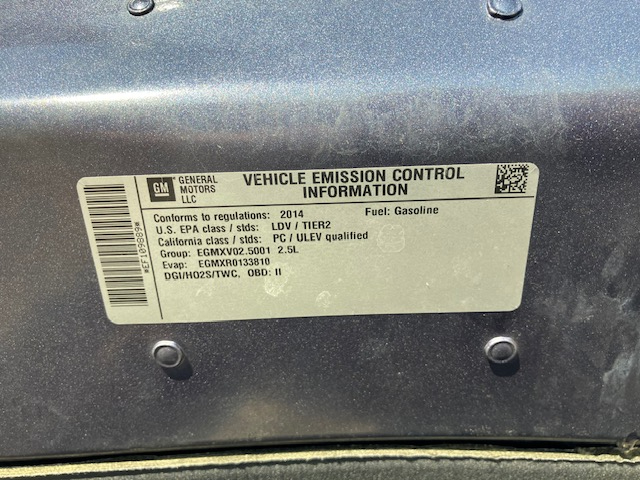 GM
GENERAL
MOTORS
LLC
VEHICLE EMISSION CONTROL
INFORMATION
Conforms to regulations: 2014 Fuel: Gasoline
U.S. EPA class / stds: LDV / TIER2
California class / stds: PC / ULEV qualified
Group: EGMXV02.5001 2.5L
Evap: EGMXR0133810
DGI/HO2S/TWC, OBD: II
*EF109889*